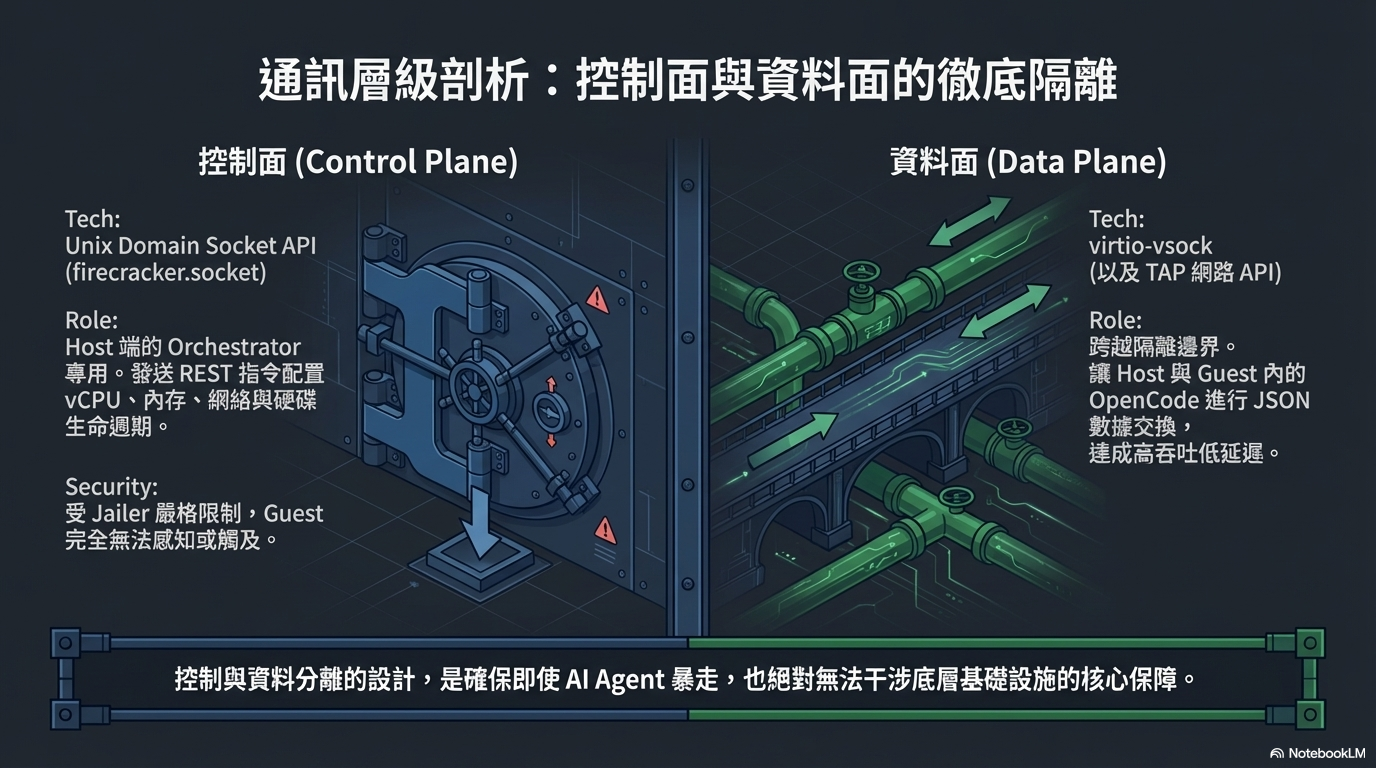 通訊層級剖析：控制面與資料面的徹底隔離
控制面 (Control Plane)
Tech:
Unix Domain Socket API
(firecracker.socket)
Role:
Host 端的 Orchestrator
專用。發送 REST 指令配置
vCPU、內存、網絡與硬碟
生命週期。
Security:
受 Jailer 嚴格限制，Guest
完全無法感知或觸及。
資料面 (Data Plane)
Tech:
virtio-vsock
(以及 TAP 網路 API)
Role:
跨越隔離邊界。
讓 Host 與 Guest 內的
OpenCode 進行 JSON
數據交換，
達成高吞吐低延遲。
控制與資料分離的設計，是確保即使 AI Agent 暴走，也絕對無法干涉底層基礎設施的核心保障。
NotebookLM